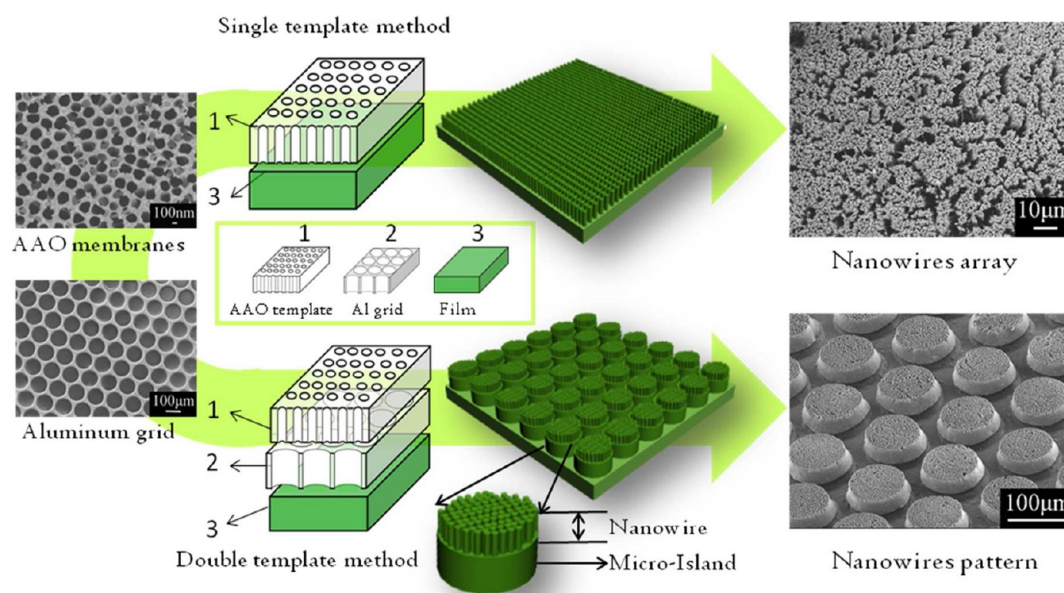 Single template method
1
3
100nm
AAO membranes
1
2
3
AAO template
Al grid
Film
10μm
Nanowires array
100μm
Aluminum grid
1
2
3
Double template method
Nanowire
Micro-Island
100μm
Nanowires pattern